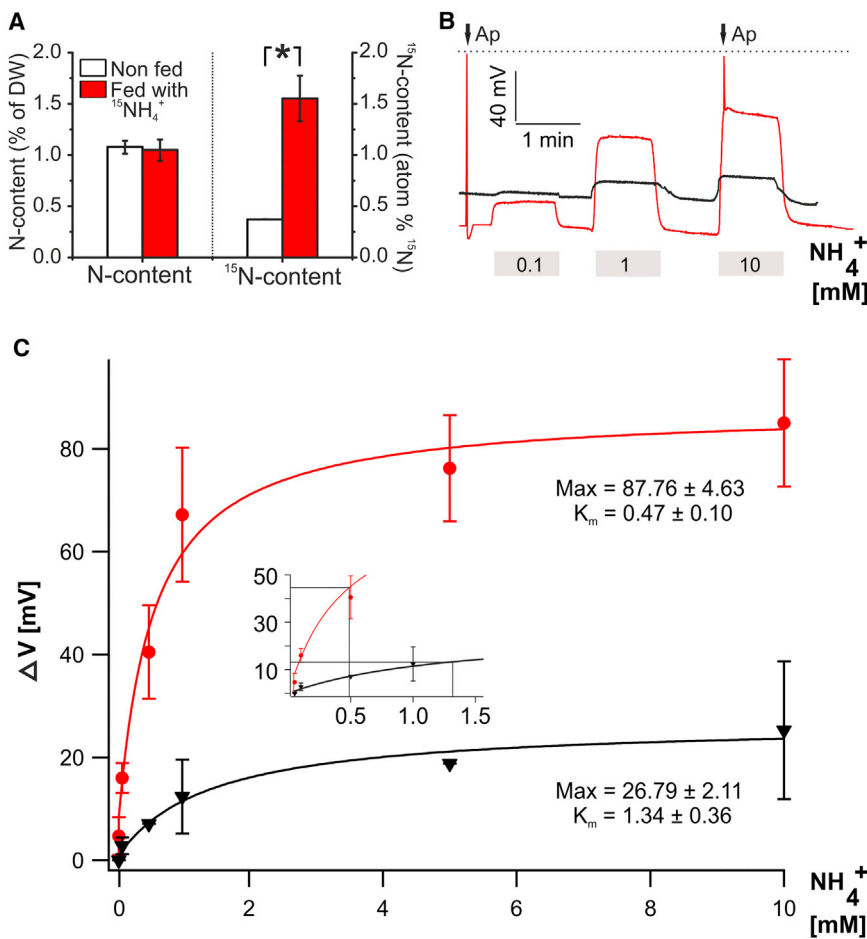 A
Non fed
Fed with
¹⁵NH₄⁺
N-content (% of DW)
2.0
1.5
1.0
0.5
0.0
*
2.0
1.5
1.0
0.5
0.0
¹⁵N-content (atom % ¹⁵N)
N-content
¹⁵N-content
B
Ap
Ap
40 mV
1 min
0.1
1
10
NH₄⁺
[mM]
C
△ V [mV]
80
60
40
20
0
Max = 87.76 ± 4.63
Kₘ = 0.47 ± 0.10
50
30
10
0.5
1.0
1.5
Max = 26.79 ± 2.11
Kₘ = 1.34 ± 0.36
0
2
4
6
8
10
NH₄⁺
[mM]